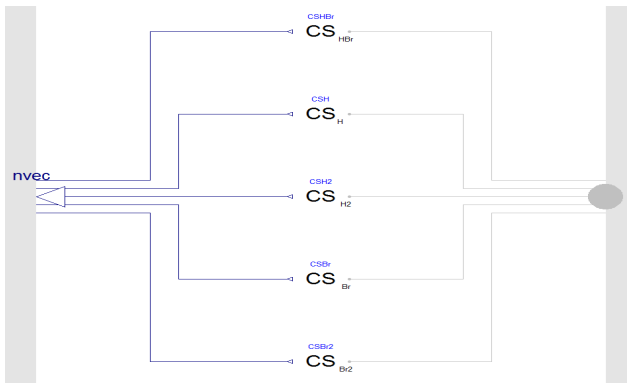 CSHBr
CS HBr
CSH
CS H
nvec
CSH2
CS H2
CSBr
CS Br
CSBr2
CS Br2